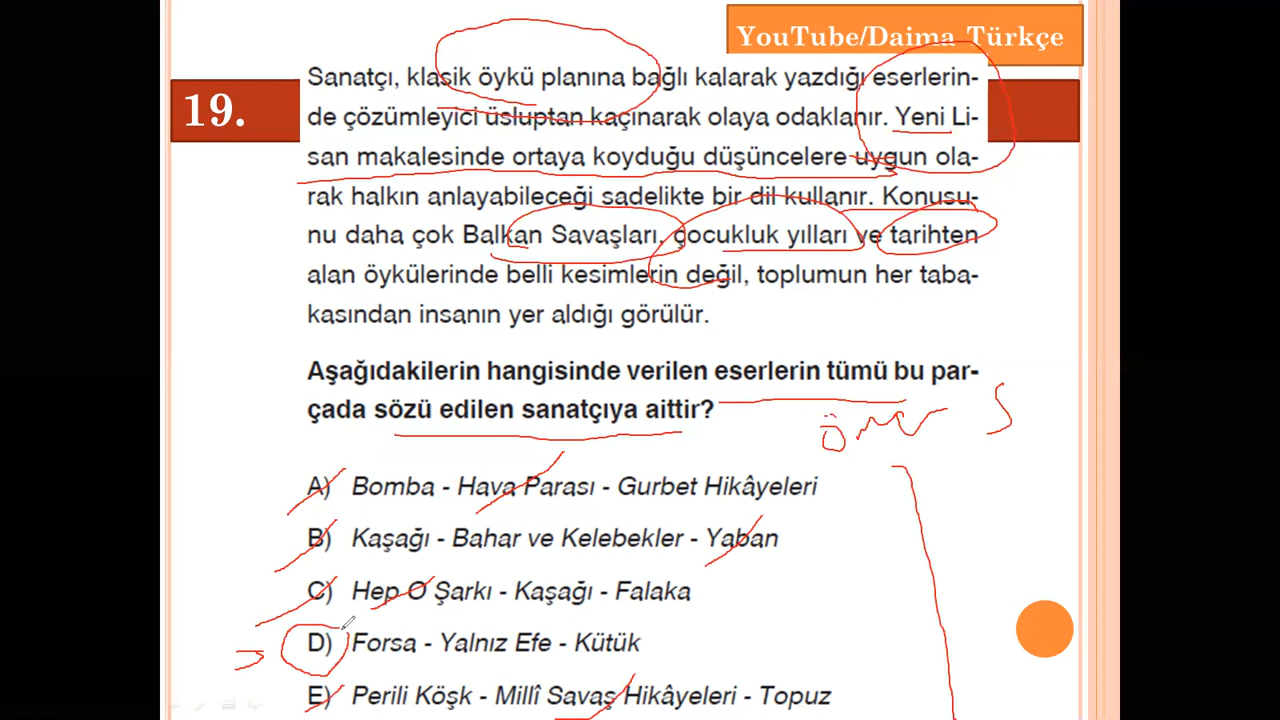 YouTube/Daima Türkçe
19.
Sanatçı, klasik öykü planına bağlı kalarak yazdığı eserlerin-
de çözümleyici üsluptan kaçınarak olaya odaklanır. Yeni Li-
san makalesinde ortaya koyduğu düşüncelere uygun ola-
rak halkın anlayabileceği sadelikte bir dil kullanır. Konusu-
nu daha çok Balkan Savaşları, çocukluk yılları ve tarihten
alan öykülerinde belli kesimlerin değil, toplumun her taba-
kasından insanın yer aldığı görülür.
Aşağıdakilerin hangisinde verilen eserlerin tümü bu par-
çada sözü edilen sanatçıya aittir?
Ömer S
A) Bomba - Hava Parası - Gurbet Hikâyeleri
B) Kaşağı - Bahar ve Kelebekler - Yaban
C) Hep O Şarkı - Kaşağı - Falaka
D) Forsa - Yalnız Efe - Kütük
E) Perili Köşk - Millî Savaş Hikâyeleri - Topuz